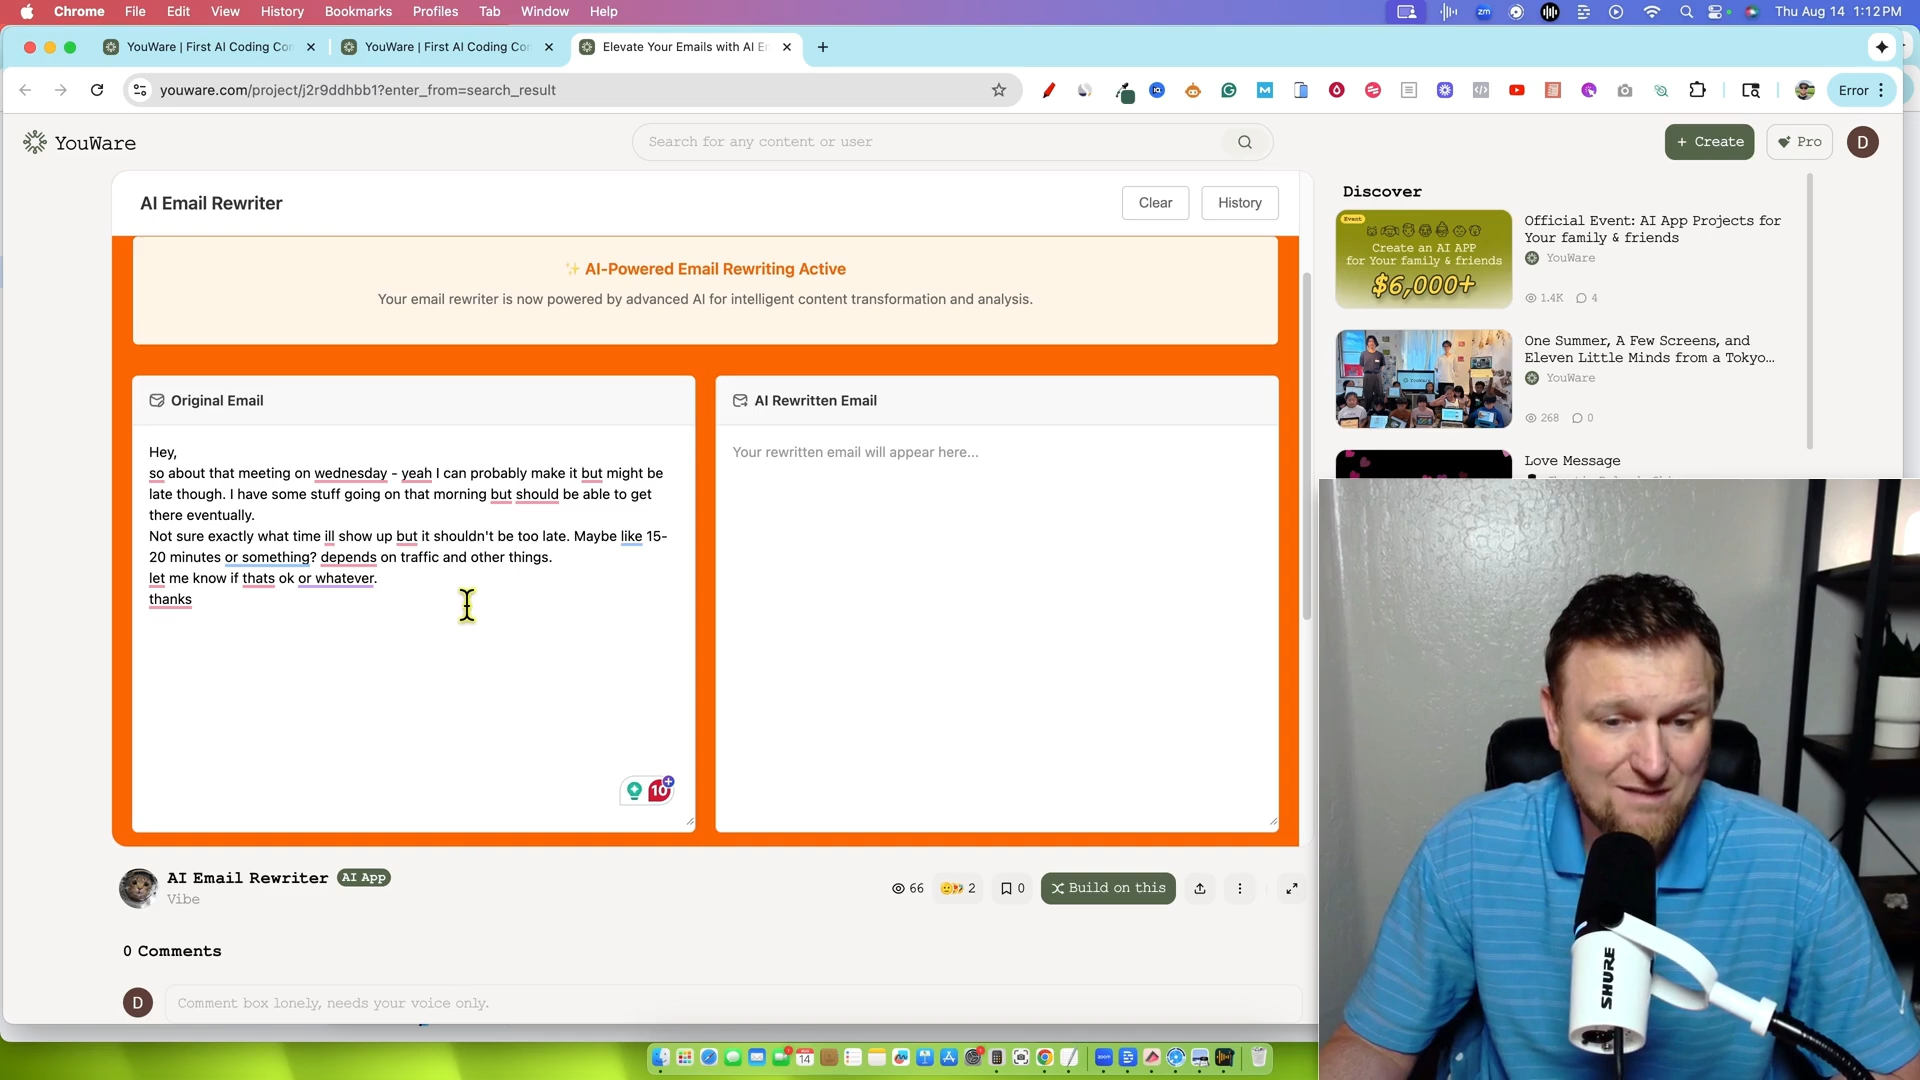 Chrome File Edit View History Bookmarks Profiles Tab Window Help
zm
Thu Aug 14 1:12 PM
YouWare | First AI Coding Cor
YouWare | First AI Coding Cor
Elevate Your Emails with AI E
youware.com/project/j2r9ddhbb1?enter_from=search_result
Error
YouWare
Search for any content or user
+ Create
Pro
D
AI Email Rewriter
Clear
History
✨ AI-Powered Email Rewriting Active
Your email rewriter is now powered by advanced AI for intelligent content transformation and analysis.
Original Email
Hey,
so about that meeting on wednesday - yeah I can probably make it but might be
late though. I have some stuff going on that morning but should be able to get
there eventually.
Not sure exactly what time ill show up but it shouldn't be too late. Maybe like 15-
20 minutes or something? depends on traffic and other things.
let me know if thats ok or whatever.
thanks
10
AI Rewritten Email
Your rewritten email will appear here...
AI Email Rewriter
AI App
Vibe
66
2
0
Build on this
0 Comments
D
Comment box lonely, needs your voice only.
Discover
Event
Create an AI APP
for Your family & friends
$6,000+
Official Event: AI App Projects for
Your family & friends
YouWare
1.4K
4
One Summer, A Few Screens, and
Eleven Little Minds from a Tokyo...
YouWare
268
0
Love Message
SHURE
14